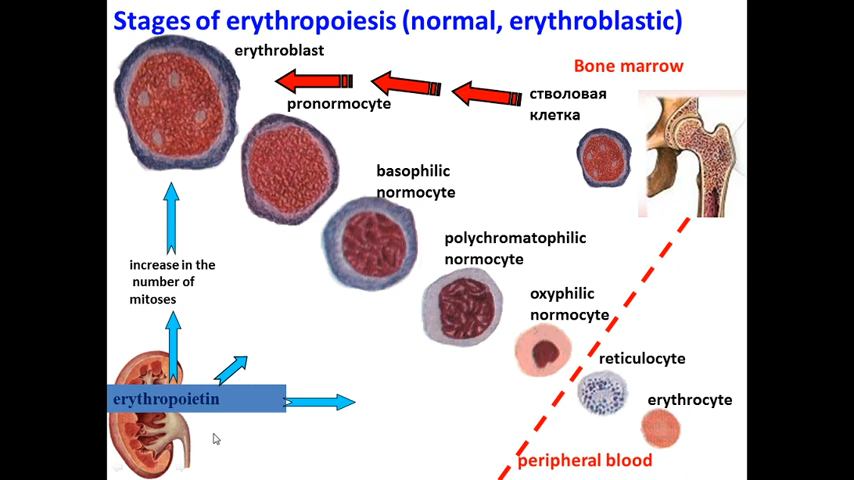 Stages of erythropoiesis (normal, erythroblastic)
erythroblast
Bone marrow
pronormocyte
стволовая
клетка
basophilic
normocyte
polychromatophilic
normocyte
increase in the
number of
mitoses
oxyphilic
normocyte
reticulocyte
erythropoietin
erythrocyte
peripheral blood